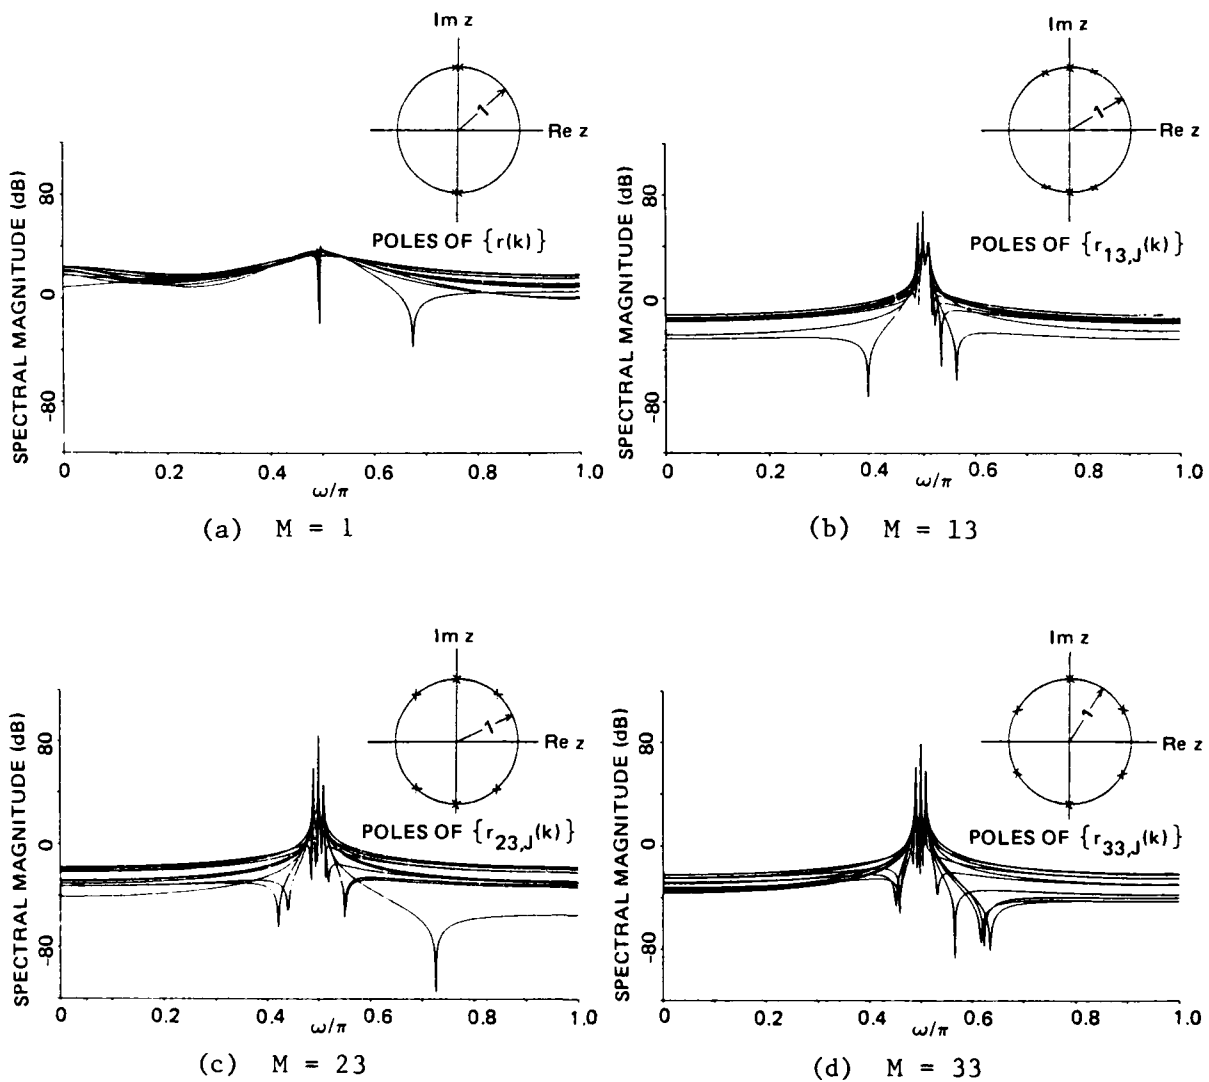 Im z
1
Re z
SPECTRAL MAGNITUDE (dB)
80
0
-80
POLES OF {r(k)}
0 0.2 0.4 0.6 0.8 1.0
ω/π
(a) M = 1
Im z
1
Re z
SPECTRAL MAGNITUDE (dB)
80
0
-80
POLES OF {r13,J(k)}
0 0.2 0.4 0.6 0.8 1.0
ω/π
(b) M = 13
Im z
1
Re z
SPECTRAL MAGNITUDE (dB)
80
0
-80
POLES OF {r23,J(k)}
0 0.2 0.4 0.6 0.8 1.0
ω/π
(c) M = 23
Im z
1
Re z
SPECTRAL MAGNITUDE (dB)
80
0
-80
POLES OF {r33,J(k)}
0 0.2 0.4 0.6 0.8 1.0
ω/π
(d) M = 33